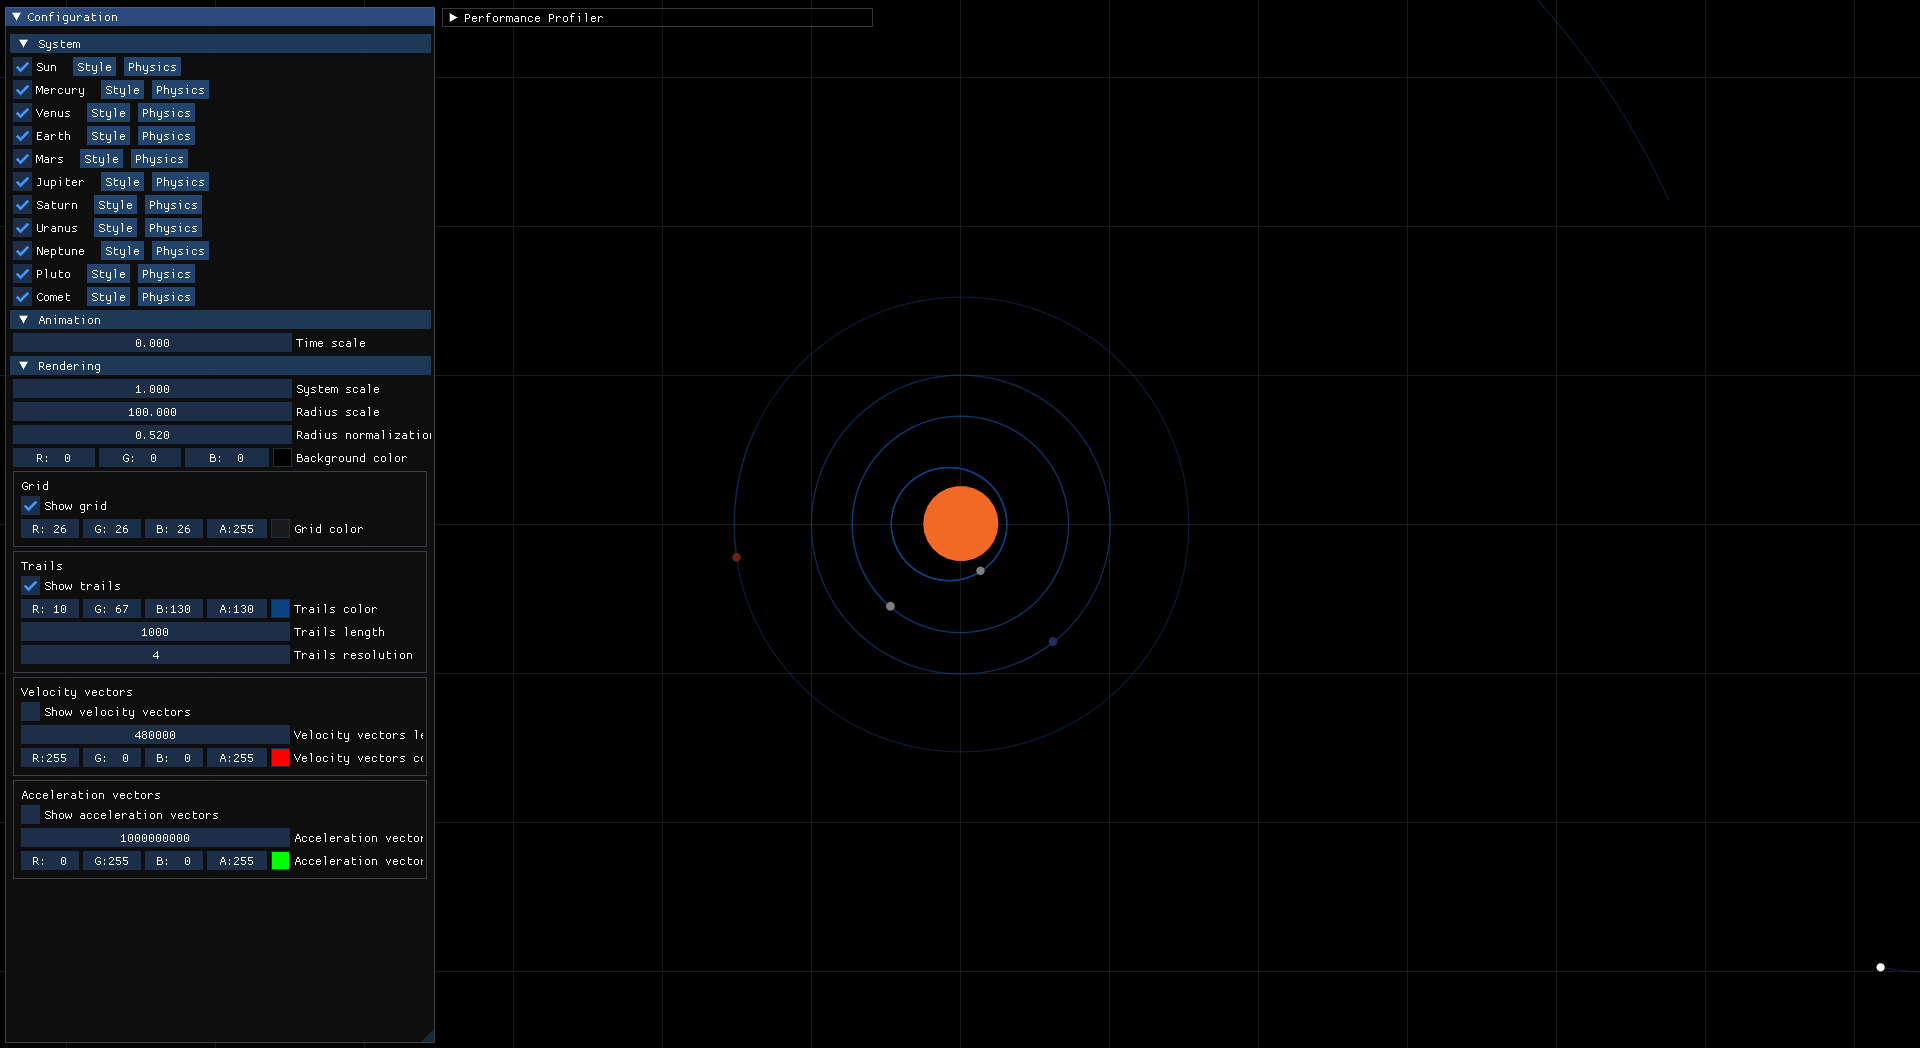 Configuration
Performance Profiler
System
Sun Style Physics
Mercury Style Physics
Venus Style Physics
Earth Style Physics
Mars Style Physics
Jupiter Style Physics
Saturn Style Physics
Uranus Style Physics
Neptune Style Physics
Pluto Style Physics
Comet Style Physics
Animation
0.000 Time scale
Rendering
1.000 System scale
100.000 Radius scale
0.520 Radius normalizatio
R: 0 G: 0 B: 0 Background color
Grid
Show grid
R: 26 G: 26 B: 26 A:255 Grid color
Trails
Show trails
R: 10 G: 67 B:130 A:130 Trails color
1000 Trails length
4 Trails resolution
Velocity vectors
Show velocity vectors
480000 Velocity vectors le
R:255 G: 0 B: 0 A:255 Velocity vectors co
Acceleration vectors
Show acceleration vectors
1000000000 Acceleration vector
R: 0 G:255 B: 0 A:255 Acceleration vector